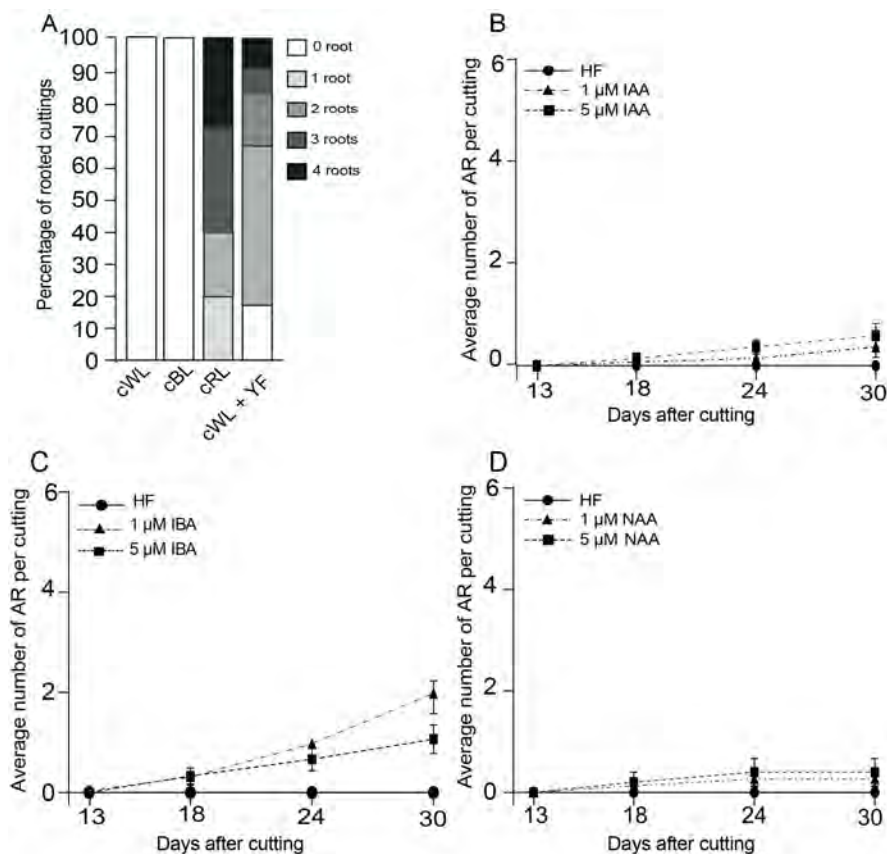 A
Percentage of rooted cuttings
100
90
80
70
60
50
40
30
20
10
0
cWL
cBL
cRL
cWL + YF
0 root
1 root
2 roots
3 roots
4 roots
B
Average number of AR per cutting
6
4
2
0
HF
1 µM IAA
5 µM IAA
13 18 24 30
Days after cutting
C
Average number of AR per cutting
6
4
2
0
HF
1 µM IBA
5 µM IBA
13 18 24 30
Days after cutting
D
Average number of AR per cutting
6
4
2
0
HF
1 µM NAA
5 µM NAA
13 18 24 30
Days after cutting